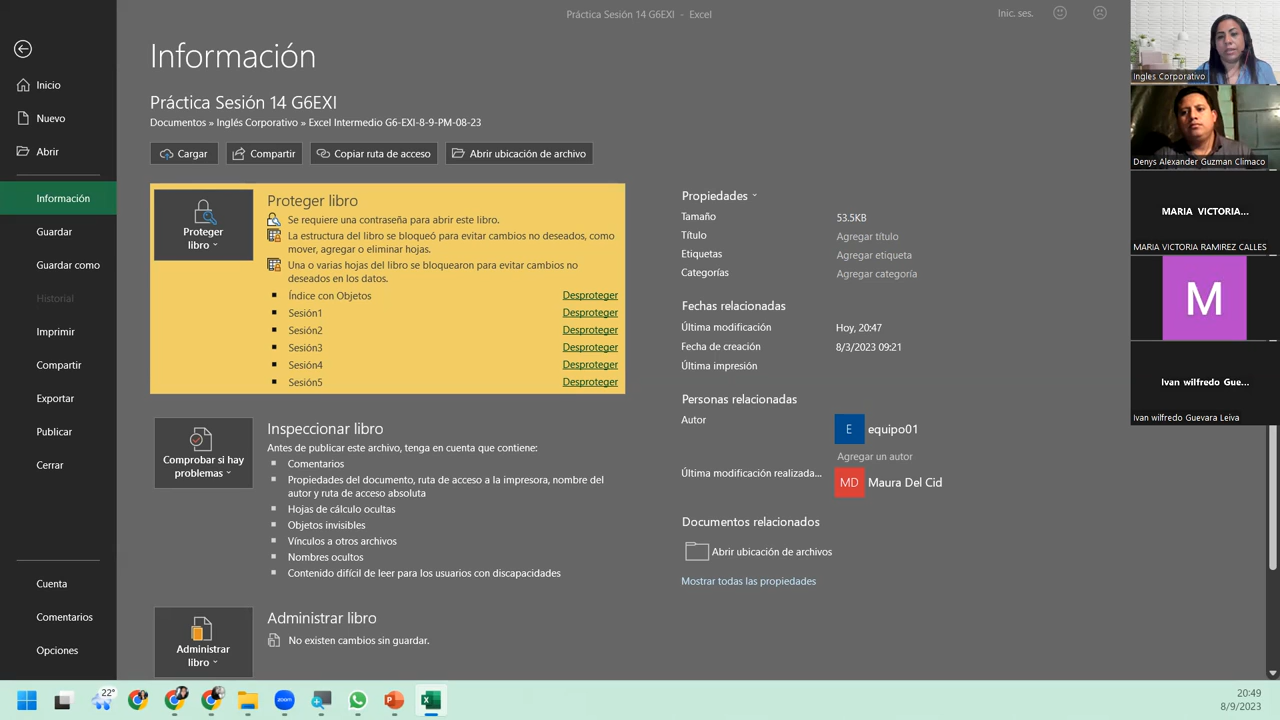 Práctica Sesión 14 G6EXI - Excel
Inic. ses.
Información
Práctica Sesión 14 G6EXI
Documentos » Inglés Corporativo » Excel Intermedio G6-EXI-8-9-PM-08-23
Cargar
Compartir
Copiar ruta de acceso
Abrir ubicación de archivo
Inicio
Nuevo
Abrir
Información
Guardar
Guardar como
Historial
Imprimir
Compartir
Exportar
Publicar
Cerrar
Cuenta
Comentarios
Opciones
Proteger
libro
Proteger libro
Se requiere una contraseña para abrir este libro.
La estructura del libro se bloqueó para evitar cambios no deseados, como
mover, agregar o eliminar hojas.
Una o varias hojas del libro se bloquearon para evitar cambios no
deseados en los datos.
Índice con Objetos Desproteger
Sesión1 Desproteger
Sesión2 Desproteger
Sesión3 Desproteger
Sesión4 Desproteger
Sesión5 Desproteger
Comprobar si hay
problemas
Inspeccionar libro
Antes de publicar este archivo, tenga en cuenta que contiene:
Comentarios
Propiedades del documento, ruta de acceso a la impresora, nombre del
autor y ruta de acceso absoluta
Hojas de cálculo ocultas
Objetos invisibles
Vínculos a otros archivos
Nombres ocultos
Contenido difícil de leer para los usuarios con discapacidades
Administrar
libro
Administrar libro
No existen cambios sin guardar.
Propiedades
Tamaño 53.5KB
Título Agregar título
Etiquetas Agregar etiqueta
Categorías Agregar categoría
Fechas relacionadas
Última modificación Hoy, 20:47
Fecha de creación 8/3/2023 09:21
Última impresión
Personas relacionadas
Autor
E equipo01
Agregar un autor
Última modificación realizada...
MD Maura Del Cid
Documentos relacionados
Abrir ubicación de archivos
Mostrar todas las propiedades
Ingles Corporativo
Denys Alexander Guzman Climaco
MARIA VICTORIA...
MARIA VICTORIA RAMIREZ CALLES
M
Ivan wilfredo Gue...
Ivan wilfredo Guevara Leiva
22°
zoom
20:49
8/9/2023